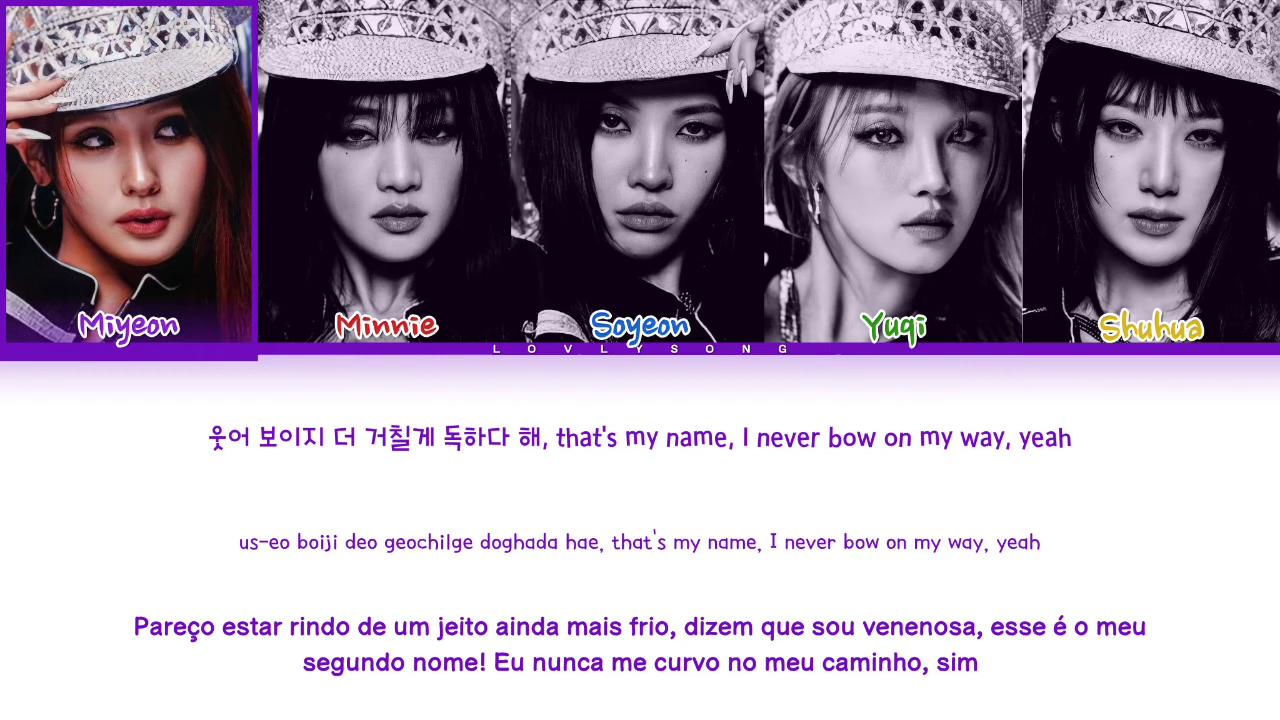 Miyeon
Minnie
Soyeon
Yuqi
Shuhua
LOVLYSONG
웃어 보이지 더 거칠게 독하다 해, that's my name, I never bow on my way, yeah
us-eo boiji deo geochilge doghada hae, that's my name, I never bow on my way, yeah
Pareço estar rindo de um jeito ainda mais frio, dizem que sou venenosa, esse é o meu
segundo nome! Eu nunca me curvo no meu caminho, sim